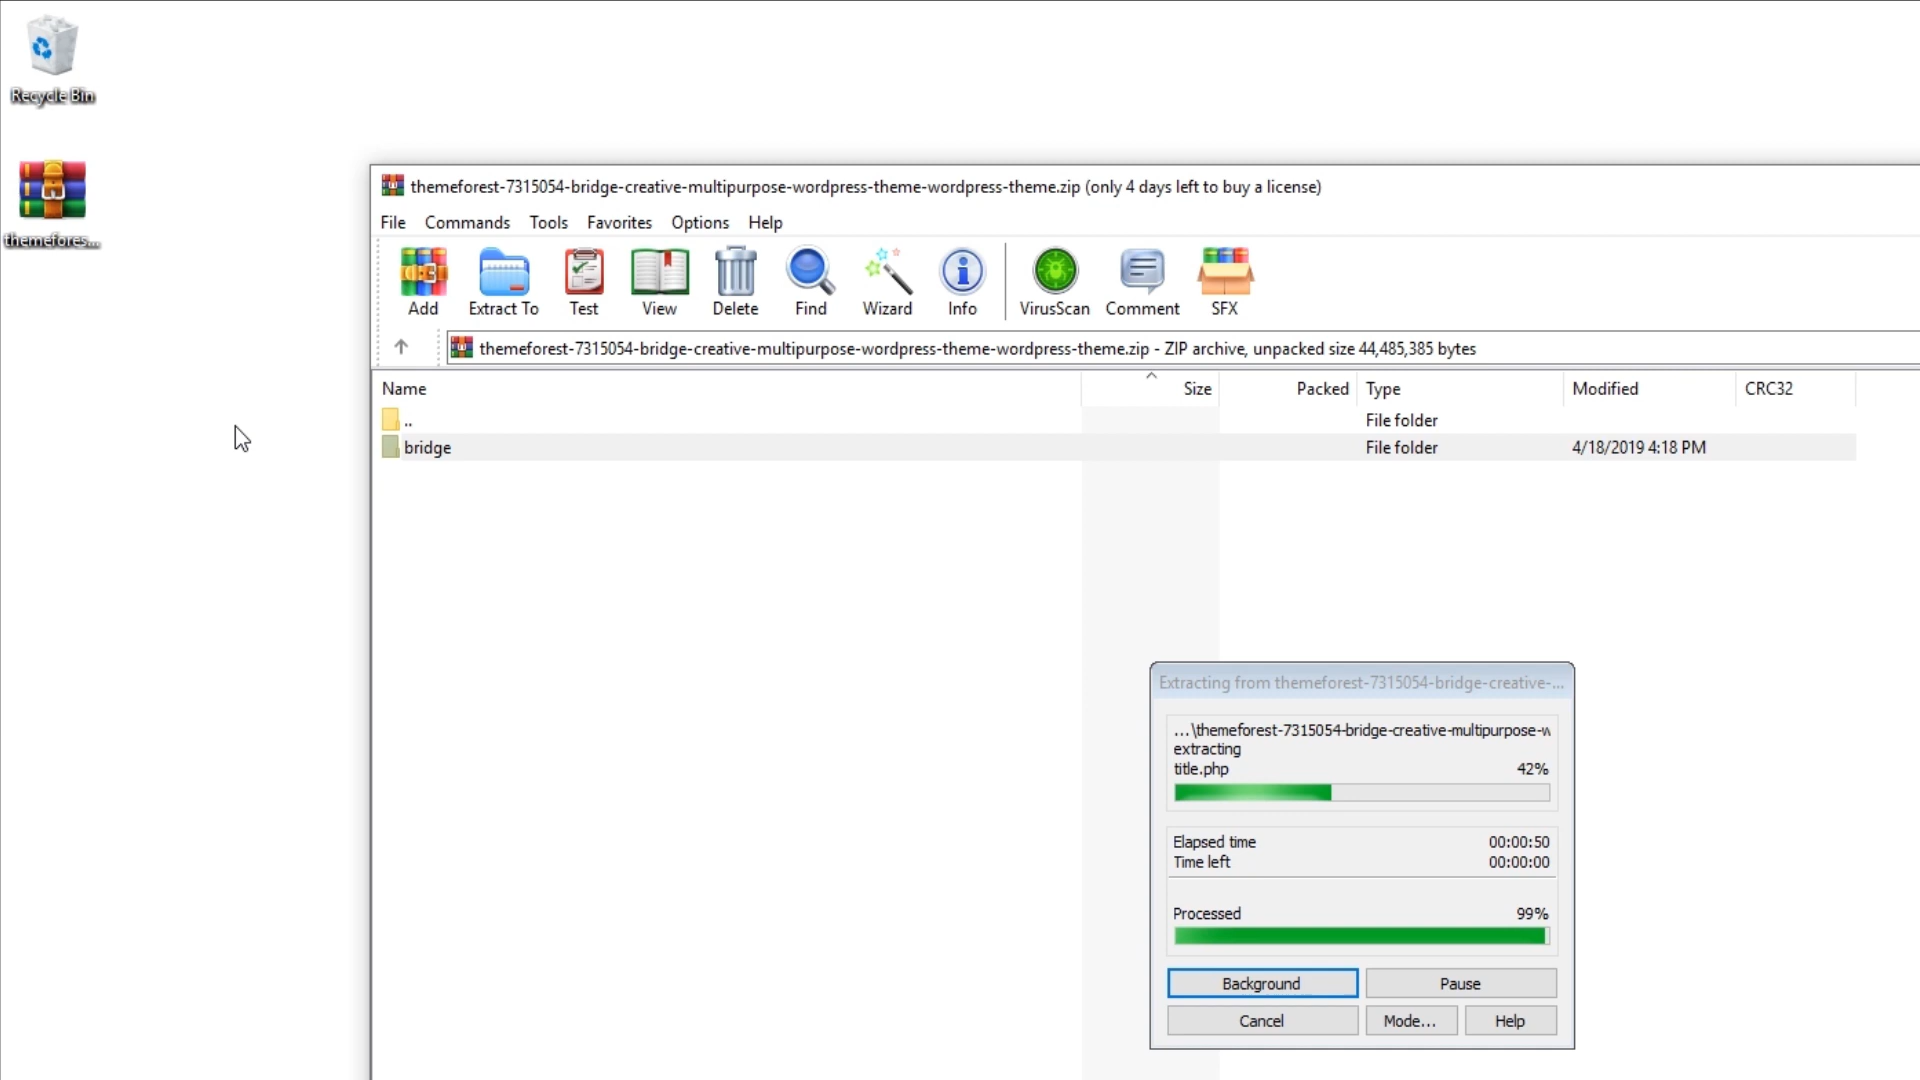 Recycle Bin
themefores...
themeforest-7315054-bridge-creative-multipurpose-wordpress-theme-wordpress-theme.zip (only 4 days left to buy a license)
File Commands Tools Favorites Options Help
Add Extract To Test View Delete Find Wizard Info VirusScan Comment SFX
themeforest-7315054-bridge-creative-multipurpose-wordpress-theme-wordpress-theme.zip - ZIP archive, unpacked size 44,485,385 bytes
Name Size Packed Type Modified CRC32
.. File folder
bridge File folder 4/18/2019 4:18 PM
Extracting from themeforest-7315054-bridge-creative-...
...\themeforest-7315054-bridge-creative-multipurpose-w
extracting
title.php 42%
Elapsed time 00:00:50
Time left 00:00:00
Processed 99%
Background Pause
Cancel Mode... Help